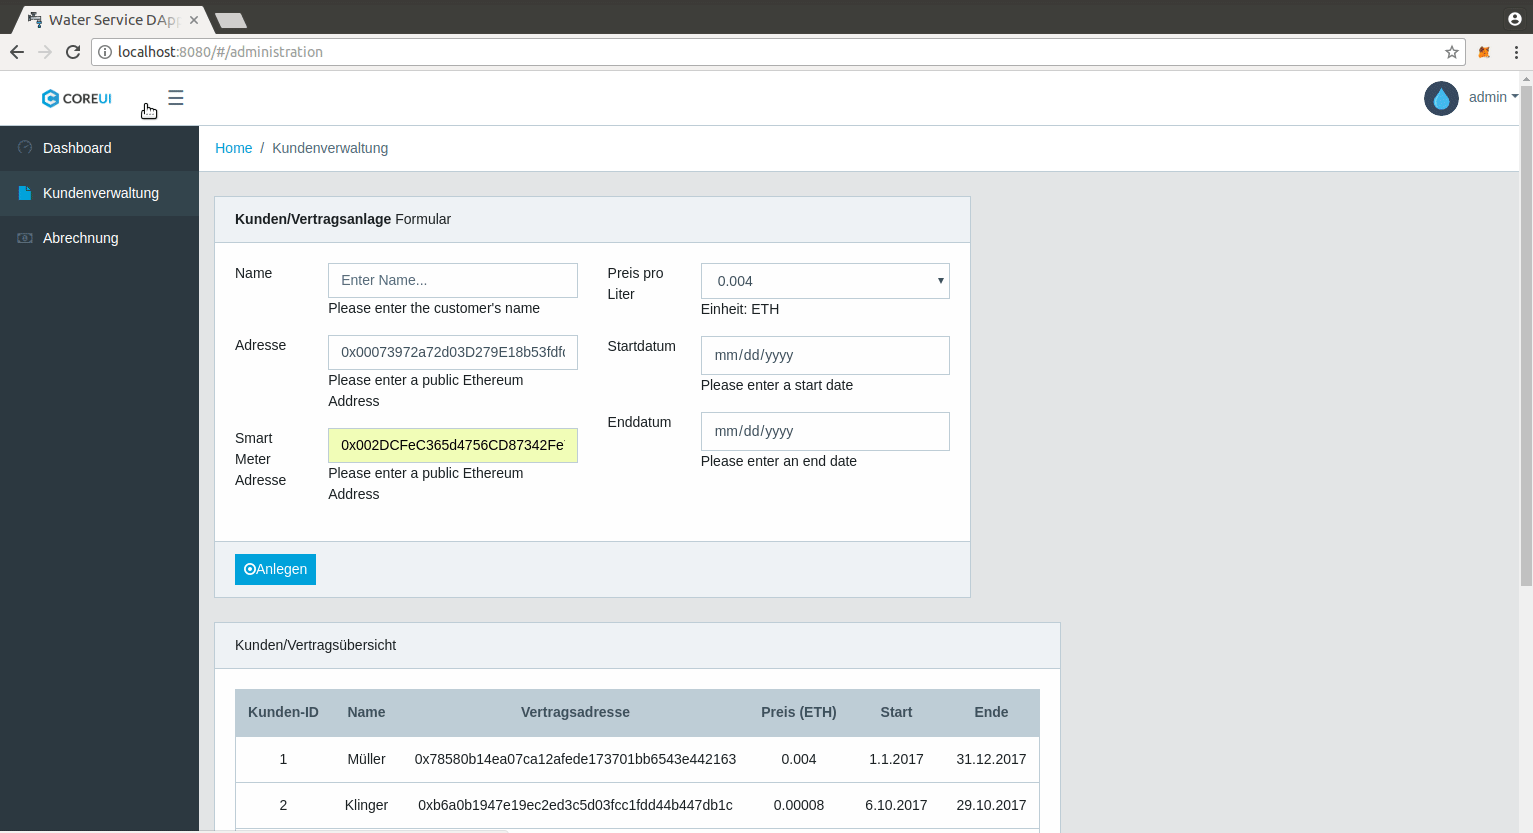 Water Service DApp
localhost:8080/#/administration
COREUI
admin
Dashboard
Kundenverwaltung
Abrechnung
Home / Kundenverwaltung
Kunden/Vertragsanlage Formular
Name
Enter Name...
Please enter the customer's name
Adresse
0x00073972a72d03D279E18b53fdf
Please enter a public Ethereum
Address
Smart
Meter
Adresse
0x002DCFeC365d4756CD87342Fe
Please enter a public Ethereum
Address
Preis pro
Liter
0.004
Einheit: ETH
Startdatum
mm/dd/yyyy
Please enter a start date
Enddatum
mm/dd/yyyy
Please enter an end date
Anlegen
Kunden/Vertragsübersicht
Kunden-ID Name Vertragsadresse Preis (ETH) Start Ende
1 Müller 0x78580b14ea07ca12afede173701bb6543e442163 0.004 1.1.2017 31.12.2017
2 Klinger 0xb6a0b1947e19ec2ed3c5d03fcc1fdd44b447db1c 0.00008 6.10.2017 29.10.2017